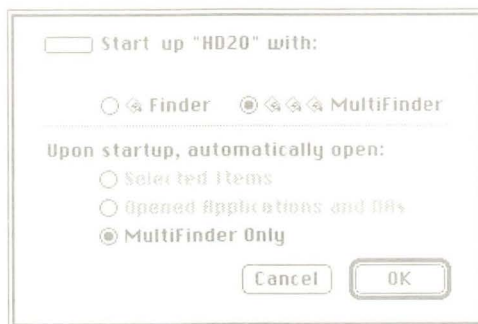 Start up "HD20" with:
Finder MultiFinder
Upon startup, automatically open:
Selected Items
Opened Applications and DAs
MultiFinder Only
Cancel OK